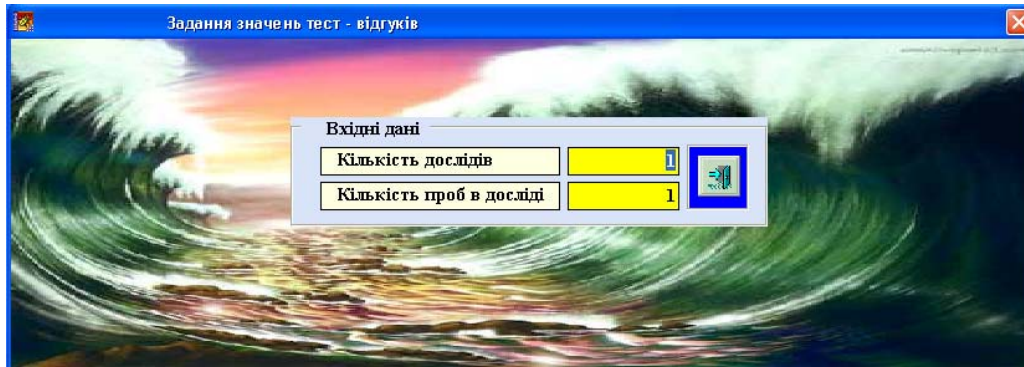 Задання значень тест - відгуків
Вхідні дані
Кількість дослідів 1
Кількість проб в досліді 1